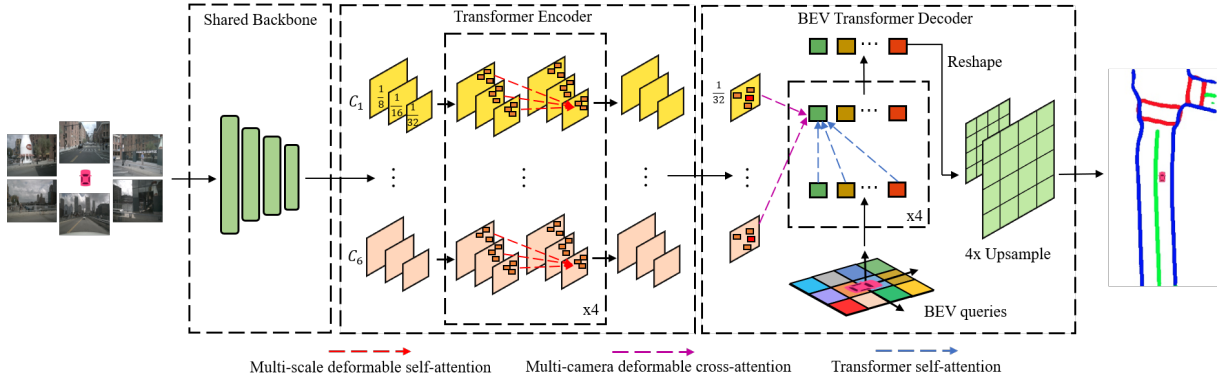 Shared Backbone
Transformer Encoder
BEV Transformer Decoder
C₁
1/8
1/16
1/32
C₆
x4
1/32
Reshape
x4
4x Upsample
BEV queries
Multi-scale deformable self-attention
Multi-camera deformable cross-attention
Transformer self-attention